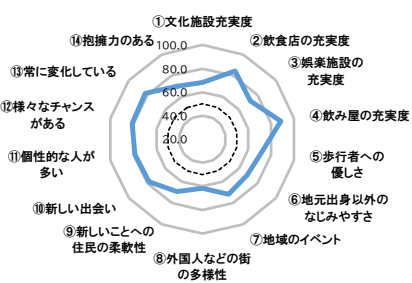 ①文化施設充実度
⑭抱擁力のある
②飲食店の充実度
100.0
⑬常に変化している
80.0
③娯楽施設の
充実度
60.0
⑫様々なチャンス
がある
40.0
④飲み屋の充実度
20.0
⑪個性的な人が
多い
⑤歩行者への
優しさ
⑩新しい出会い
⑥地元出身以外の
なじみやすさ
⑨新しいことへの
住民の柔軟性
⑦地域のイベント
⑧外国人などの街
の多様性